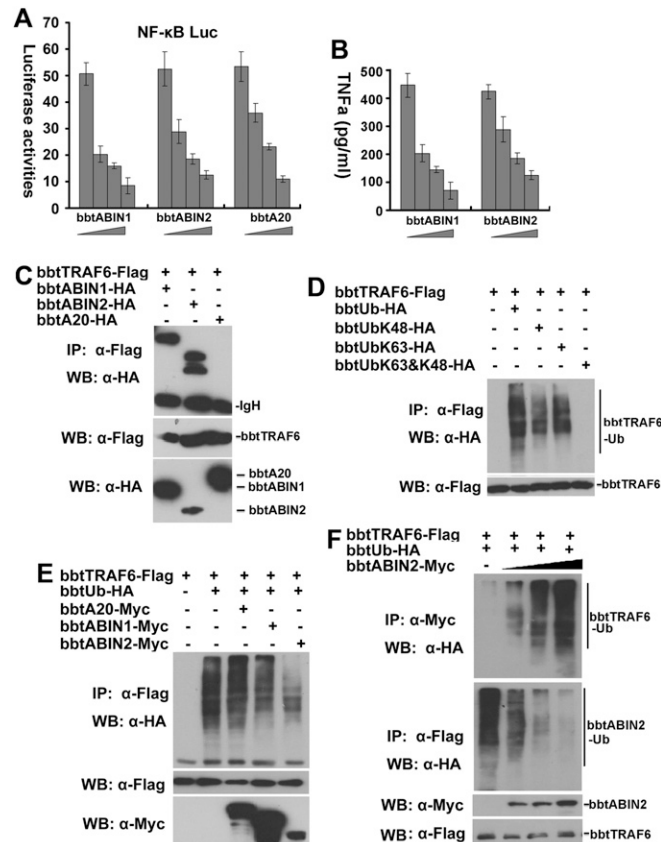 A
NF-κB Luc
Luciferase activities
60
50
40
30
20
10
0
bbtABIN1 bbtABIN2 bbtA20
B
TNFa (pg/ml)
500
400
300
200
100
0
bbtABIN1 bbtABIN2
C
bbtTRAF6-Flag + + +
bbtABIN1-HA + - -
bbtABIN2-HA - + -
bbtA20-HA - - +
IP: α-Flag
WB: α-HA
-IgH
WB: α-Flag -bbtTRAF6
WB: α-HA
– bbtA20
– bbtABIN1
– bbtABIN2
D
bbtTRAF6-Flag + + + + +
bbtUb-HA - + - - -
bbtUbK48-HA - - + - -
bbtUbK63-HA - - - + -
bbtUbK63&K48-HA - - - - +
IP: α-Flag
WB: α-HA
bbtTRAF6
-Ub
WB: α-Flag -bbtTRAF6
E
bbtTRAF6-Flag + + + + +
bbtUb-HA - + + + +
bbtA20-Myc - - + - -
bbtABIN1-Myc - - - + -
bbtABIN2-Myc - - - - +
IP: α-Flag
WB: α-HA
WB: α-Flag
WB: α-Myc
F
bbtTRAF6-Flag + + + +
bbtUb-HA + + + +
bbtABIN2-Myc -
IP: α-Myc
WB: α-HA
bbtTRAF6
-Ub
IP: α-Flag
WB: α-HA
bbtABIN2
-Ub
WB: α-Myc -bbtABIN2
WB: α-Flag -bbtTRAF6